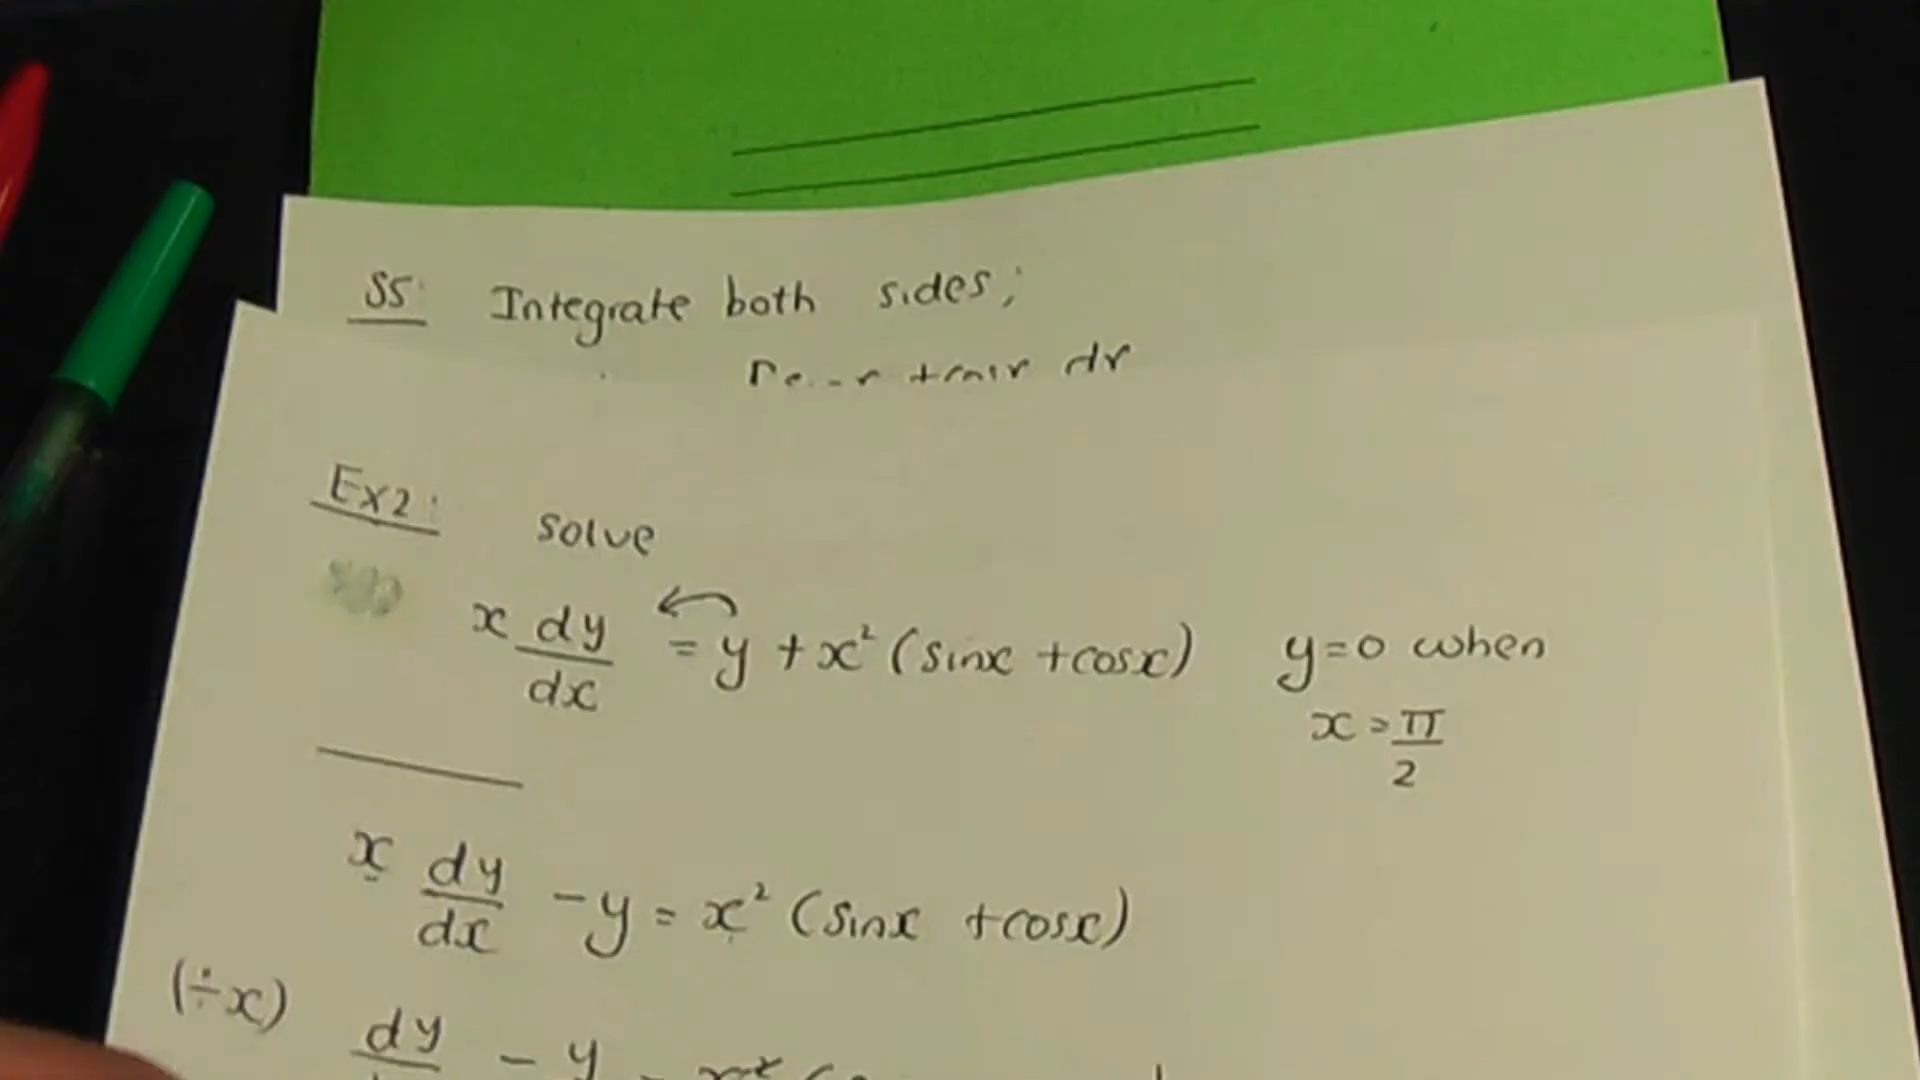 S5: Integrate both sides;
Ex2: solve
x dy/dx = y + x² (sinx + cosx) y=0 when
x = π/2
x dy/dx - y = x² (sinx + cosx)
(÷x) dy - y